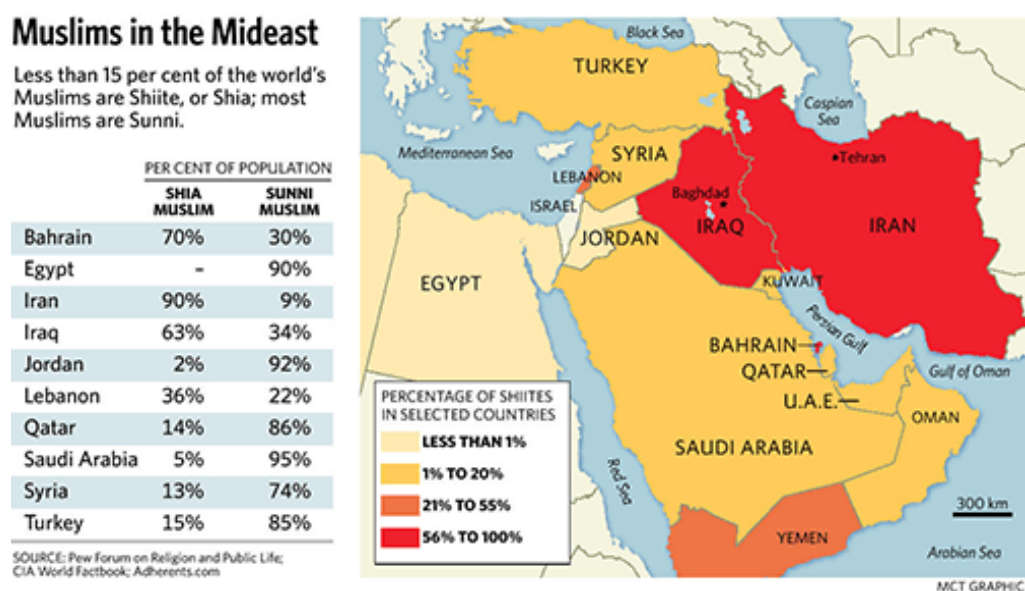 Muslims in the Mideast
Less than 15 per cent of the world's
Muslims are Shiite, or Shia; most
Muslims are Sunni.
PER CENT OF POPULATION
SHIA SUNNI
MUSLIM MUSLIM
Bahrain 70% 30%
Egypt – 90%
Iran 90% 9%
Iraq 63% 34%
Jordan 2% 92%
Lebanon 36% 22%
Qatar 14% 86%
Saudi Arabia 5% 95%
Syria 13% 74%
Turkey 15% 85%
SOURCE: Pew Forum on Religion and Public Life;
CIA World Factbook; Adherents.com
Black Sea
TURKEY
Caspian
Sea
Mediterranean Sea
SYRIA
Tehran
LEBANON
Baghdad
ISRAEL
IRAQ
IRAN
JORDAN
EGYPT
KUWAIT
Persian Gulf
BAHRAIN
QATAR
Gulf of Oman
U.A.E.
OMAN
SAUDI ARABIA
Red Sea
YEMEN
300 km
Arabian Sea
PERCENTAGE OF SHIITES
IN SELECTED COUNTRIES
LESS THAN 1%
1% TO 20%
21% TO 55%
56% TO 100%
MCT GRAPHIC